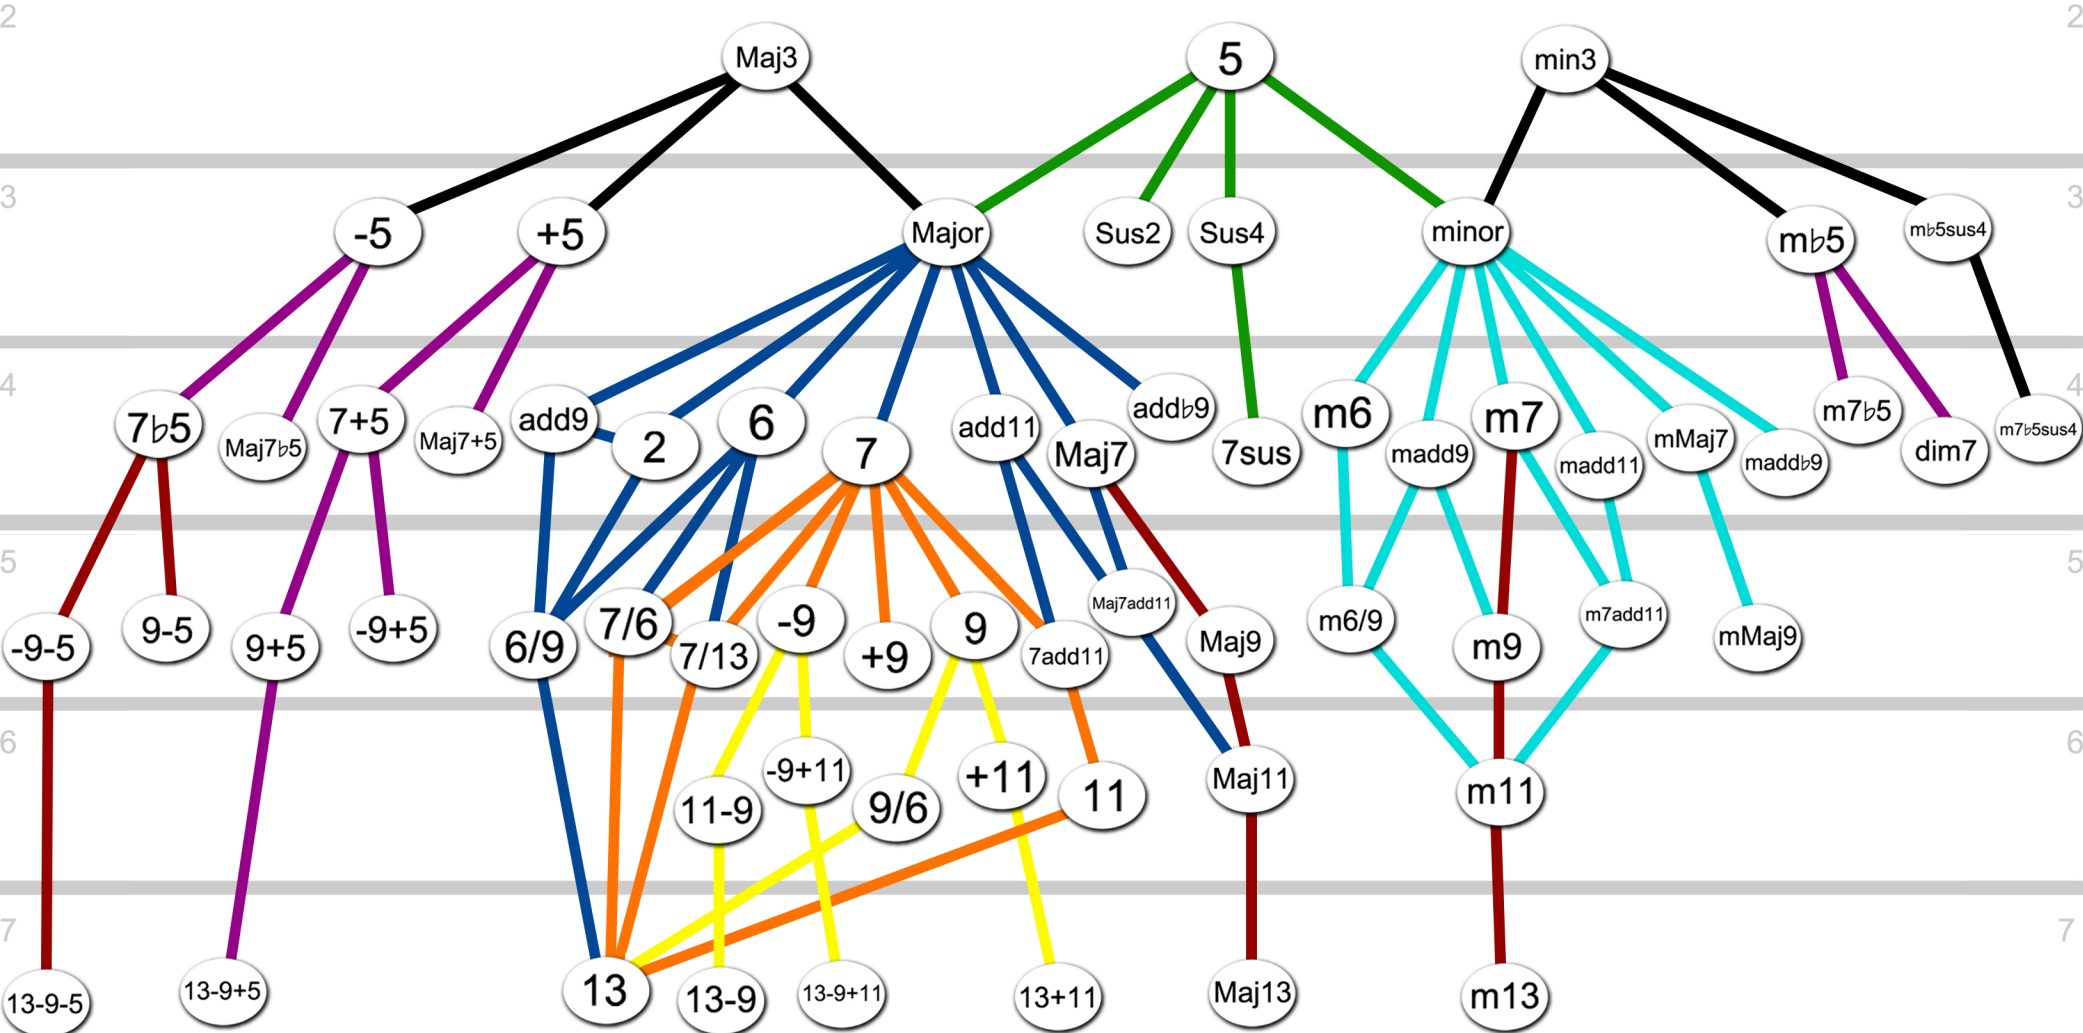 2
Maj3
5
min3
2
3
-5
+5
Major
Sus2
Sus4
minor
m♭5
m♭5sus4
3
4
7♭5
Maj7♭5
7+5
Maj7+5
add9
2
6
7
add11
Maj7
add♭9
7sus
m6
madd9
m7
madd11
mMaj7
madd♭9
m7♭5
dim7
m7♭5sus4
4
5
-9-5
9-5
9+5
-9+5
6/9
7/6
7/13
-9
+9
9
7add11
Maj7add11
Maj9
m6/9
m9
m7add11
mMaj9
5
6
11-9
-9+11
9/6
+11
11
Maj11
m11
6
7
13-9-5
13-9+5
13
13-9
13-9+11
13+11
Maj13
m13
7